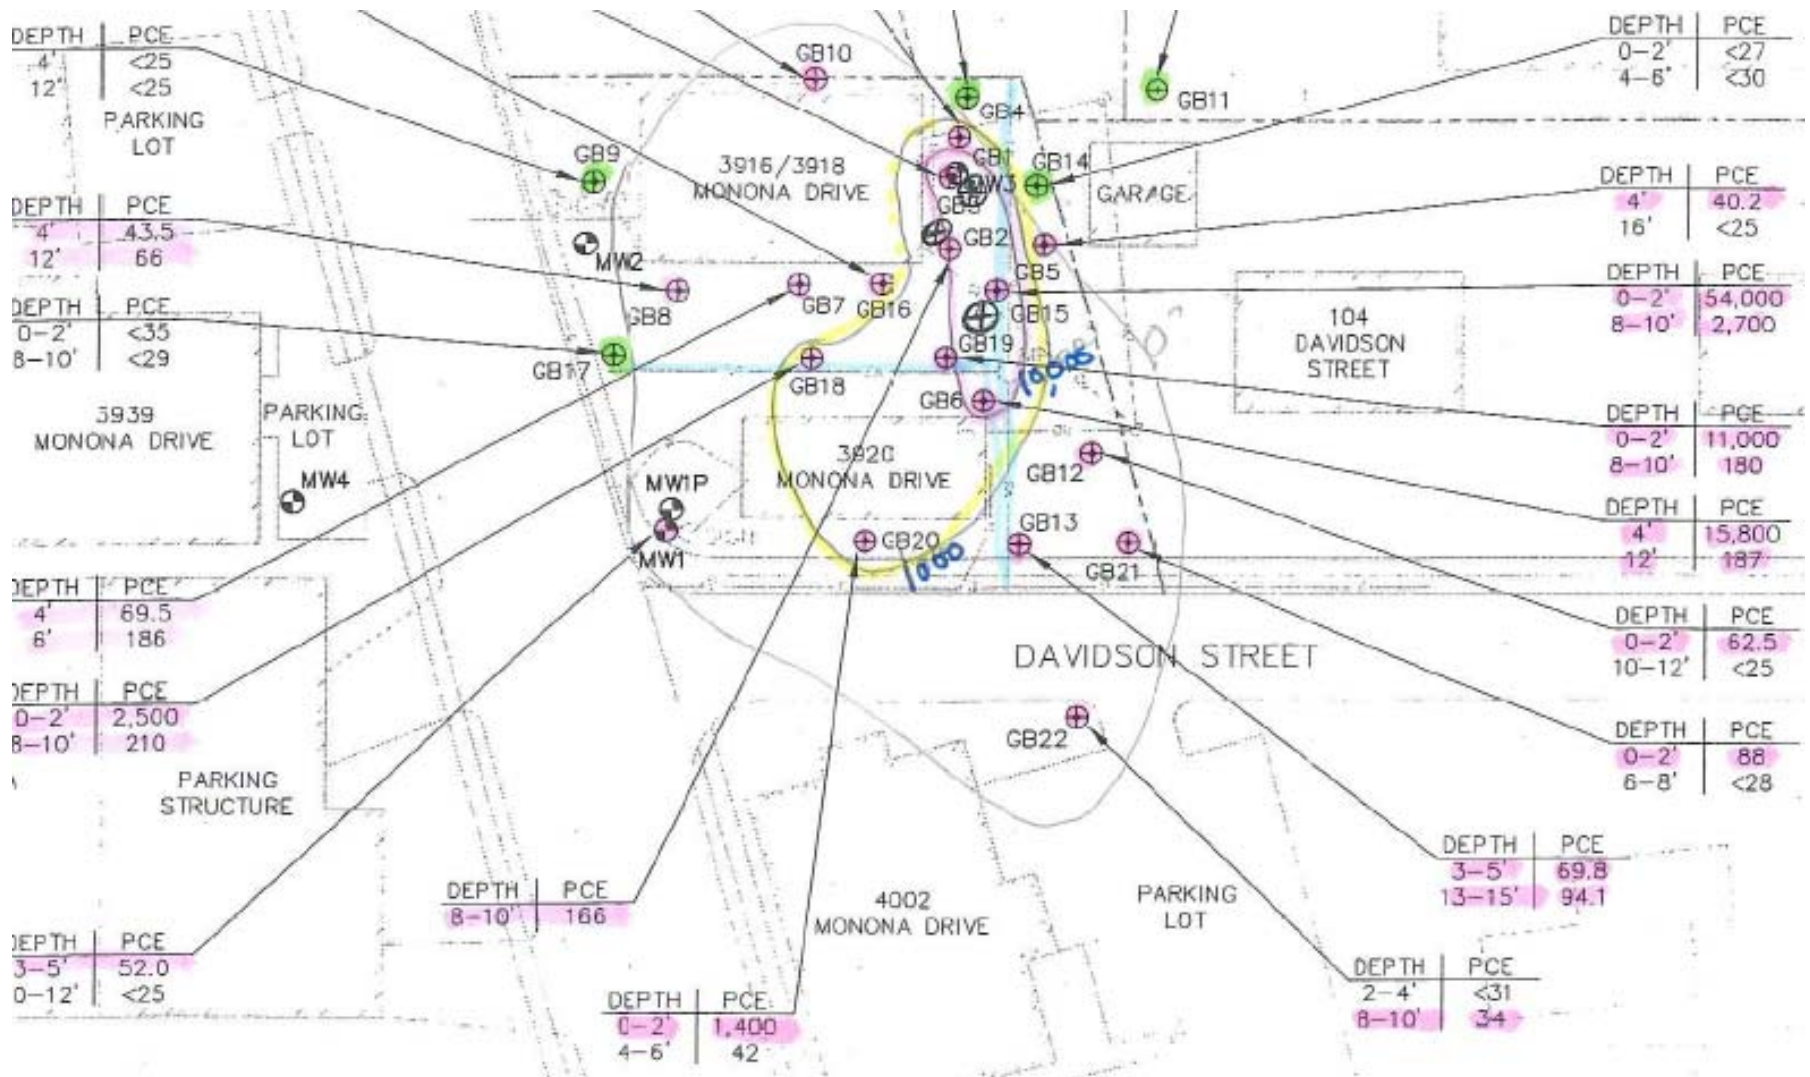 DEPTH PCE
4' <25
12' <25
PARKING
LOT
DEPTH PCE
4' 43.5
12' 66
DEPTH PCE
0-2' <35
8-10' <29
3939
MONONA DRIVE
PARKING
LOT
MW4
DEPTH PCE
4' 69.5
6' 186
DEPTH PCE
0-2' 2,500
8-10' 210
PARKING
STRUCTURE
DEPTH PCE
3-5' 52.0
0-12' <25
GB10
GB4
GB11
GB9
3916/3918
MONONA DRIVE
GB1
GB14
GARAGE
MW3
GB3
GB2
MW2
GB5
GB8
GB7
GB16
GB15
GB17
GB18
GB19
GB6
10,000
104
DAVIDSON
STREET
3920
MONONA DRIVE
GB12
MW1P
MW1
GB20
1000
GB13
GB21
DAVIDSON STREET
GB22
4002
MONONA DRIVE
PARKING
LOT
DEPTH PCE
8-10' 166
DEPTH PCE
0-2' 1,400
4-6' 42
DEPTH PCE
0-2' <27
4-6' <30
DEPTH PCE
4' 40.2
16' <25
DEPTH PCE
0-2' 54,000
8-10' 2,700
DEPTH PCE
0-2' 11,000
8-10' 180
DEPTH PCE
4' 15,800
12' 187
DEPTH PCE
0-2' 62.5
10-12' <25
DEPTH PCE
0-2' 88
6-8' <28
DEPTH PCE
3-5' 69.8
13-15' 94.1
DEPTH PCE
2-4' <31
8-10' 34